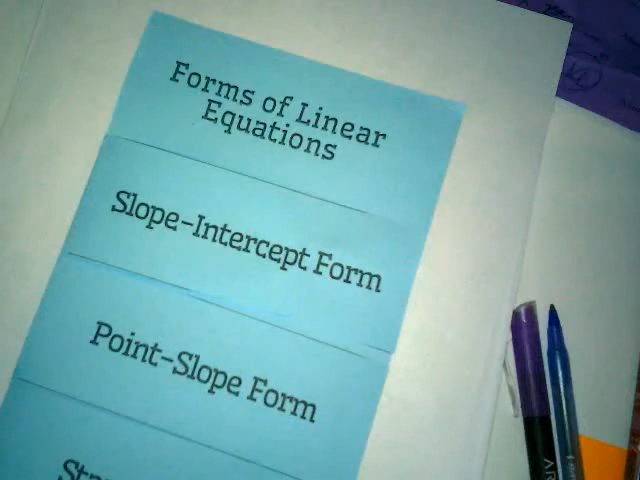 Forms of Linear
Equations
Slope-Intercept Form
Point-Slope Form